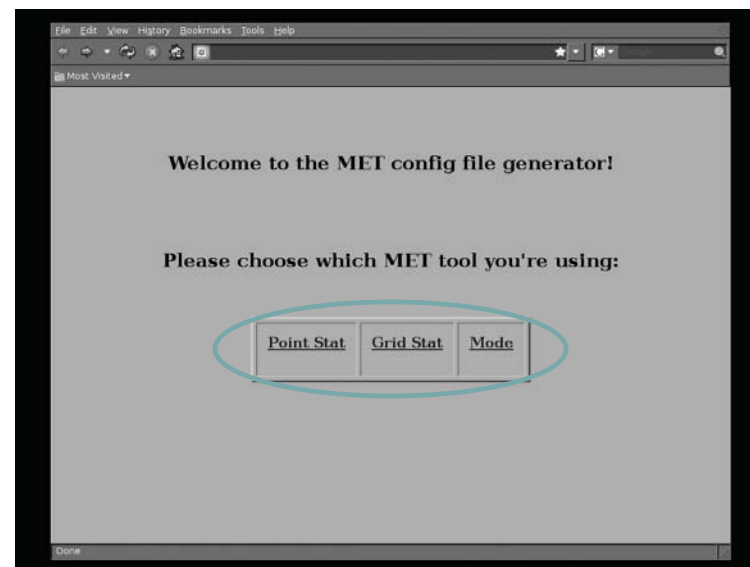 File Edit View History Bookmarks Tools Help
Most Visited
Welcome to the MET config file generator!
Please choose which MET tool you're using:
Point Stat Grid Stat Mode
Done